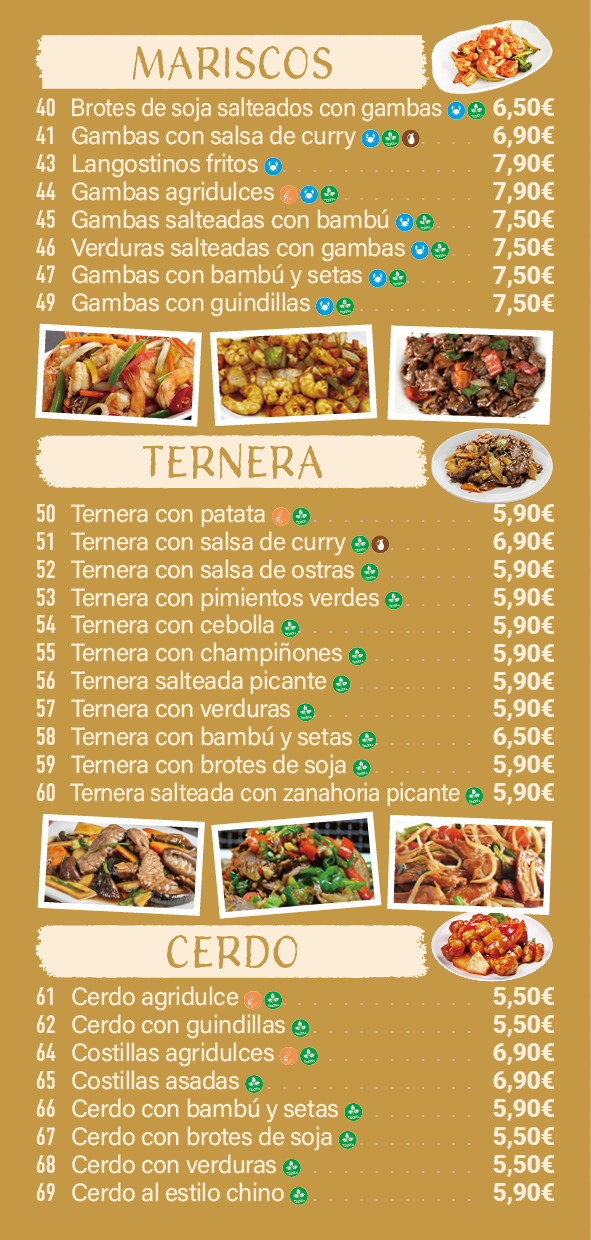 MARISCOS
40 Brotes de soja salteados con gambas 6,50€
41 Gambas con salsa de curry 6,90€
43 Langostinos fritos 7,90€
44 Gambas agridulces 7,90€
45 Gambas salteadas con bambú 7,50€
46 Verduras salteadas con gambas 7,50€
47 Gambas con bambú y setas 7,50€
49 Gambas con guindillas 7,50€
TERNERA
50 Ternera con patata 5,90€
51 Ternera con salsa de curry 6,90€
52 Ternera con salsa de ostras 5,90€
53 Ternera con pimientos verdes 5,90€
54 Ternera con cebolla 5,90€
55 Ternera con champiñones 5,90€
56 Ternera salteada picante 5,90€
57 Ternera con verduras 5,90€
58 Ternera con bambú y setas 6,50€
59 Ternera con brotes de soja 5,90€
60 Ternera salteada con zanahoria picante 5,90€
CERDO
61 Cerdo agridulce 5,50€
62 Cerdo con guindillas 5,50€
64 Costillas agridulces 6,90€
65 Costillas asadas 6,90€
66 Cerdo con bambú y setas 5,90€
67 Cerdo con brotes de soja 5,50€
68 Cerdo con verduras 5,50€
69 Cerdo al estilo chino 5,90€